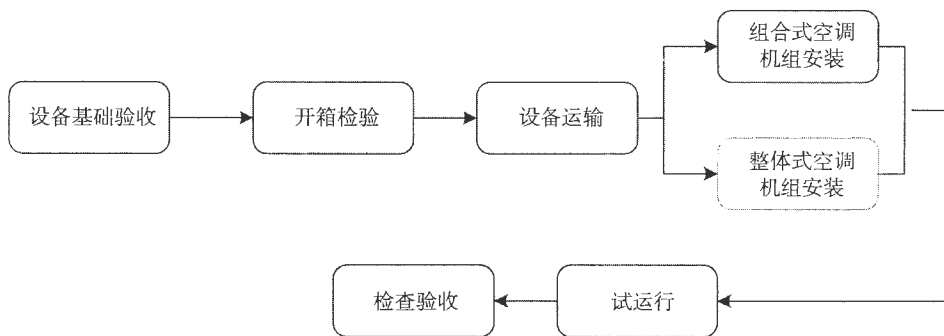 设备基础验收
开箱检验
设备运输
组合式空调
机组安装
整体式空调
机组安装
试运行
检查验收